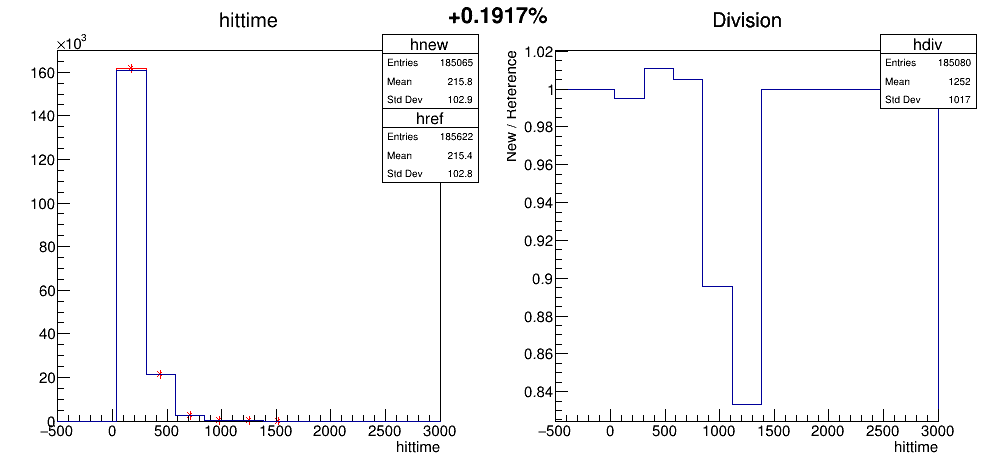 +0.1917%
hittime
×10³
160
140
120
100
80
60
40
20
0
−500 0 500 1000 1500 2000 2500 3000
hittime
hnew
Entries 185065
Mean 215.8
Std Dev 102.9
href
Entries 185622
Mean 215.4
Std Dev 102.8
Division
New / Reference
1.02
1
0.98
0.96
0.94
0.92
0.9
0.88
0.86
0.84
−500 0 500 1000 1500 2000 2500 3000
hittime
hdiv
Entries 185080
Mean 1252
Std Dev 1017